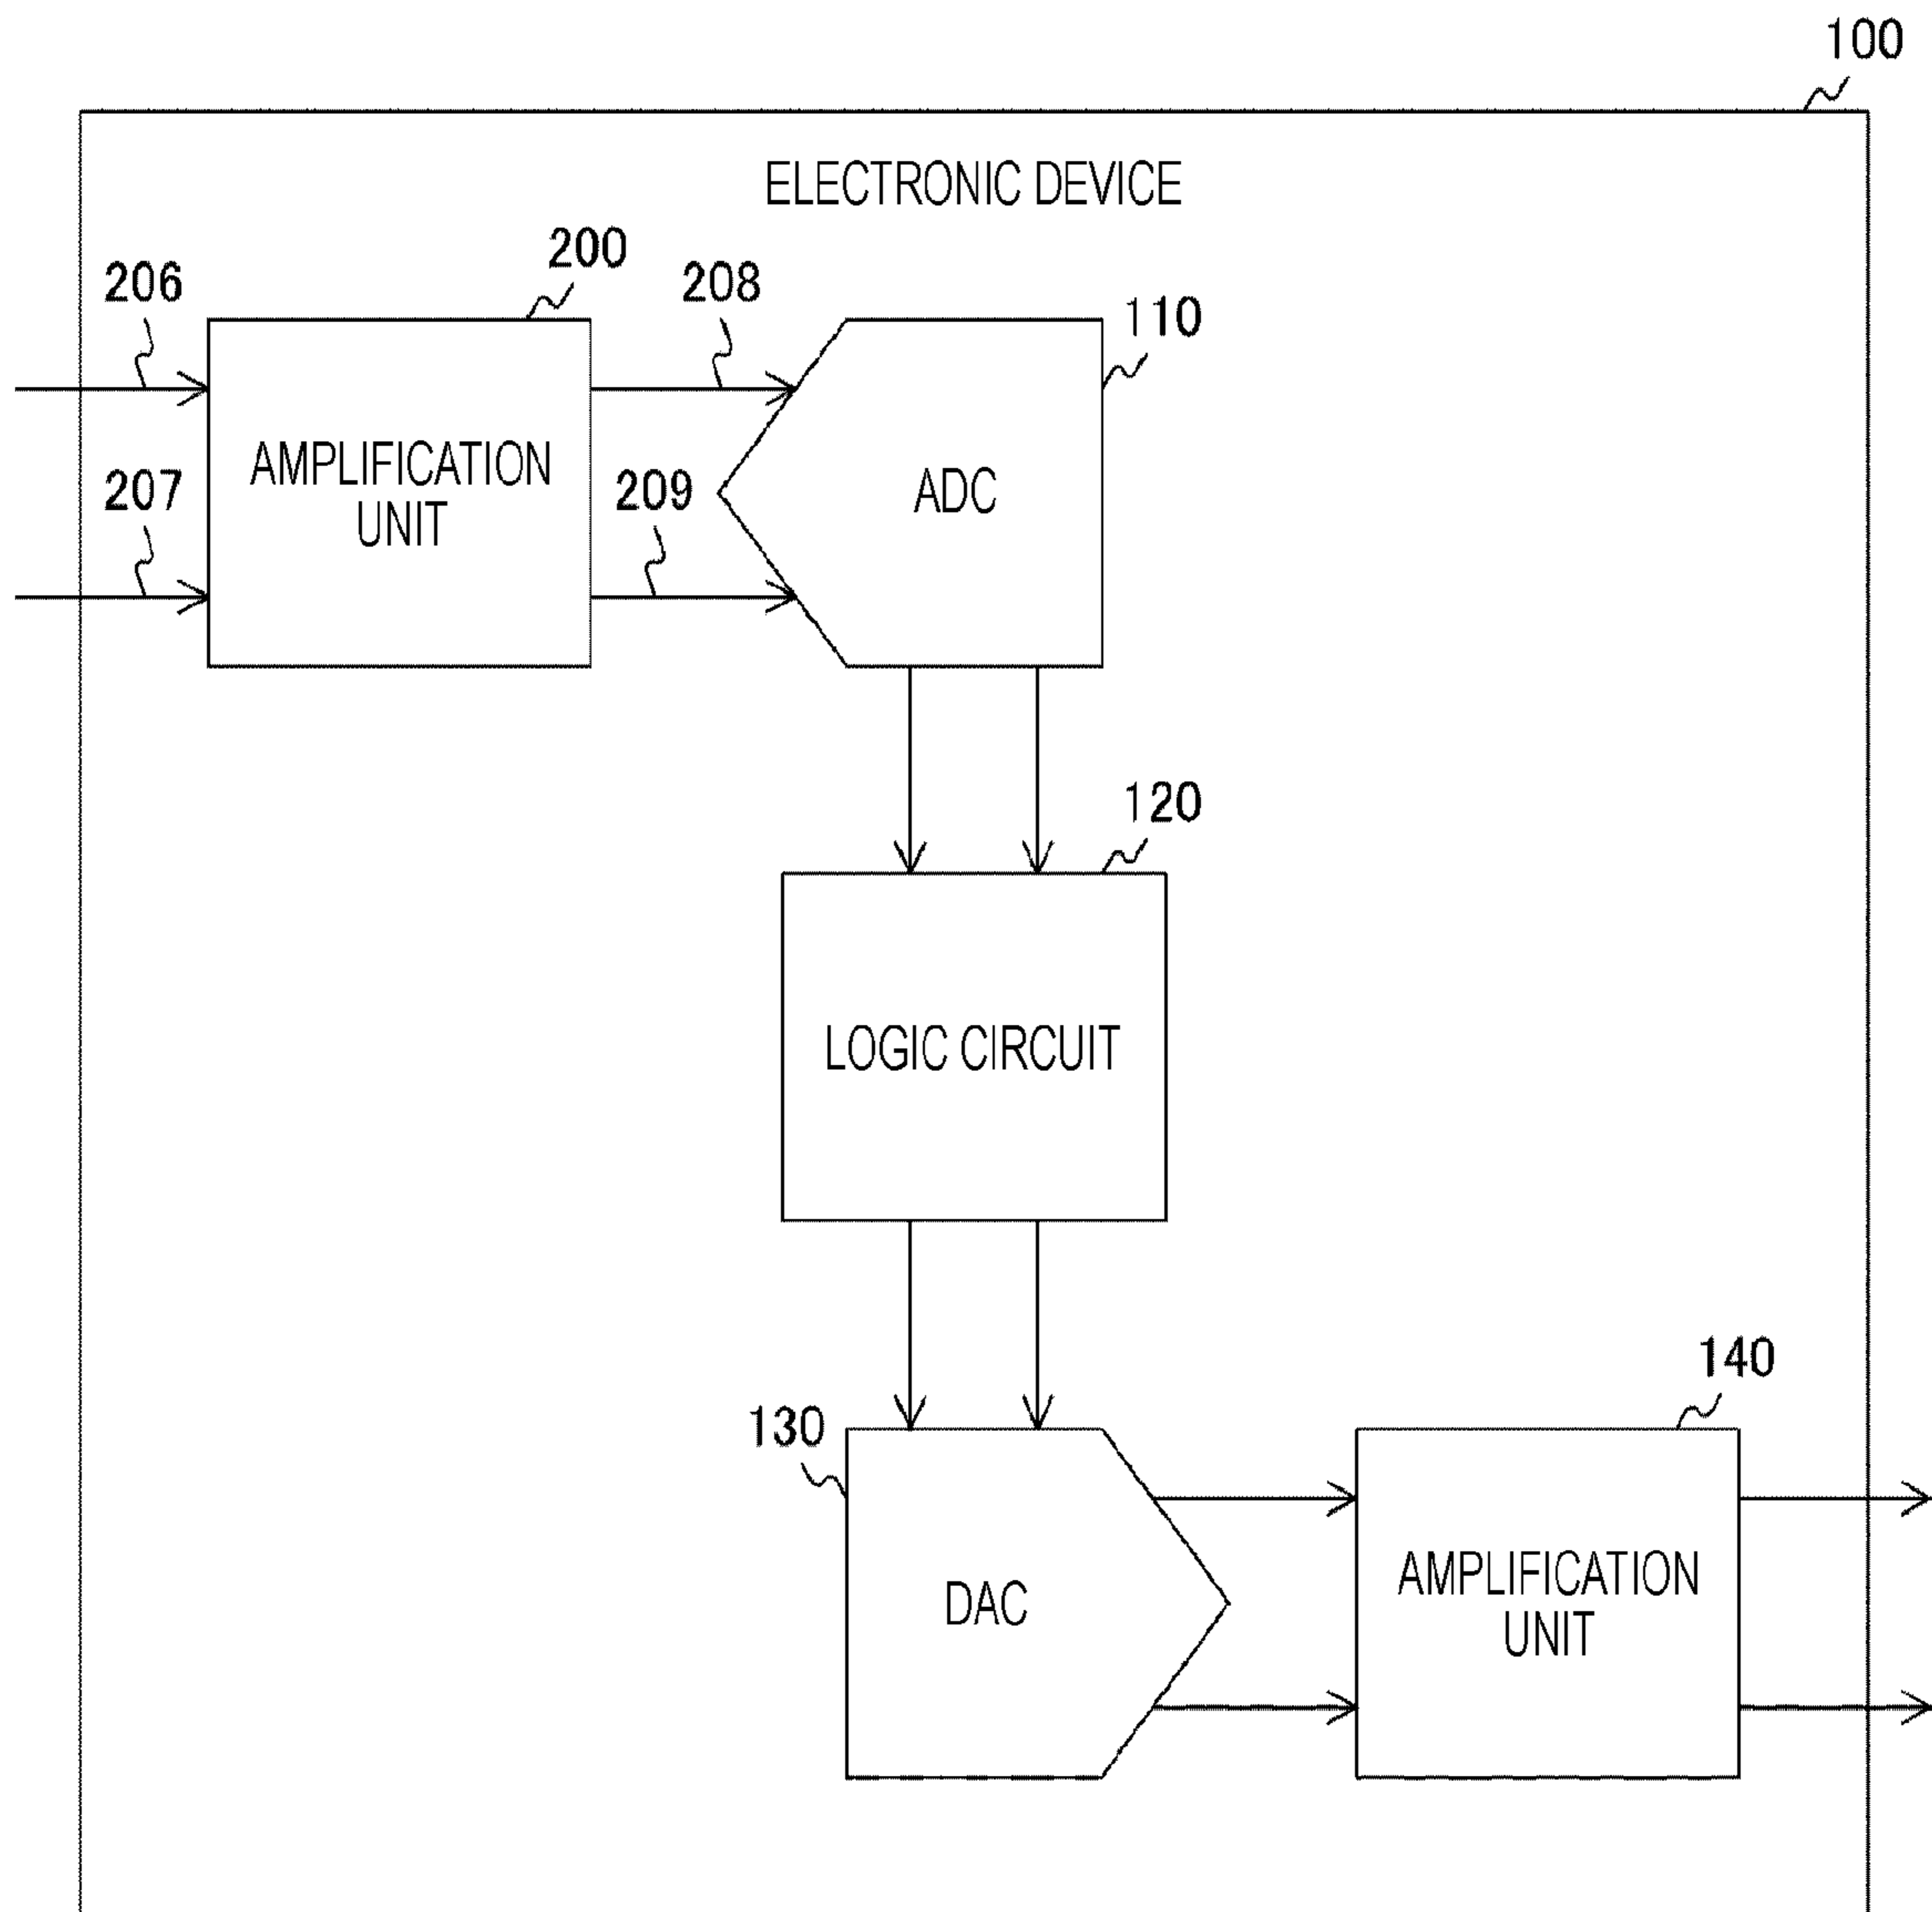 100
ELECTRONIC DEVICE
200
206
208
110
AMPLIFICATION
UNIT
ADC
207
209
120
LOGIC CIRCUIT
140
130
DAC
AMPLIFICATION
UNIT